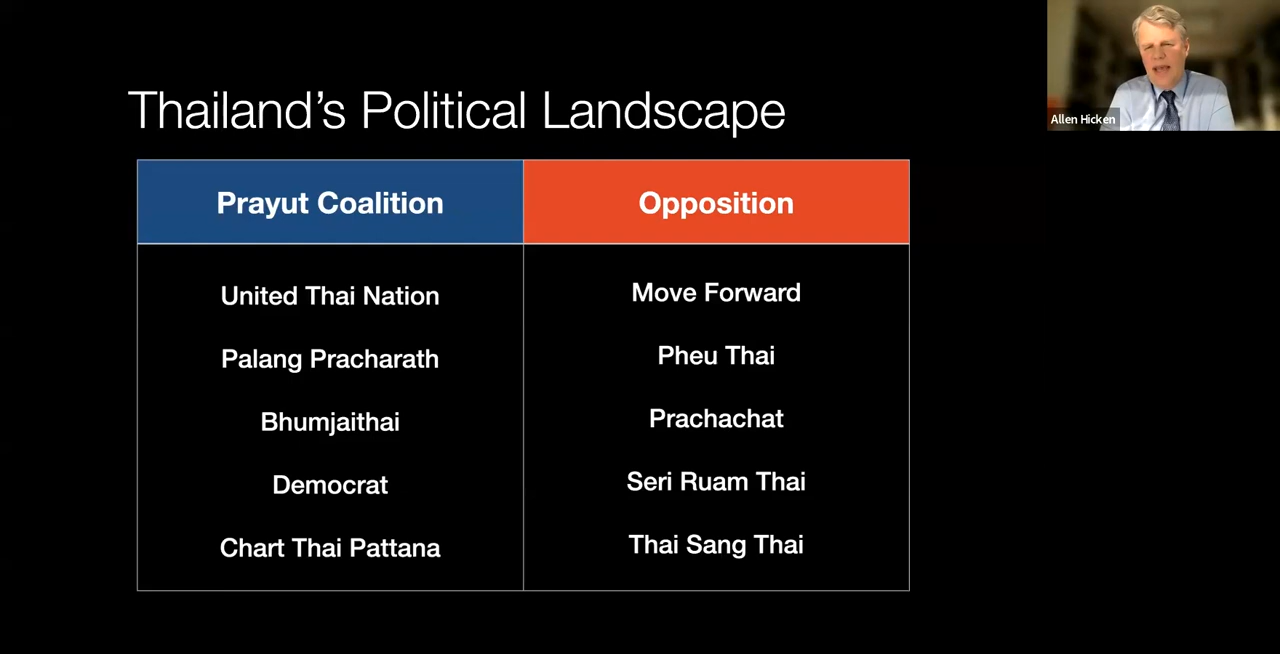 Thailand's Political Landscape
Prayut Coalition
Opposition
United Thai Nation
Move Forward
Palang Pracharath
Pheu Thai
Bhumjaithai
Prachachat
Democrat
Seri Ruam Thai
Chart Thai Pattana
Thai Sang Thai
Allen Hicken